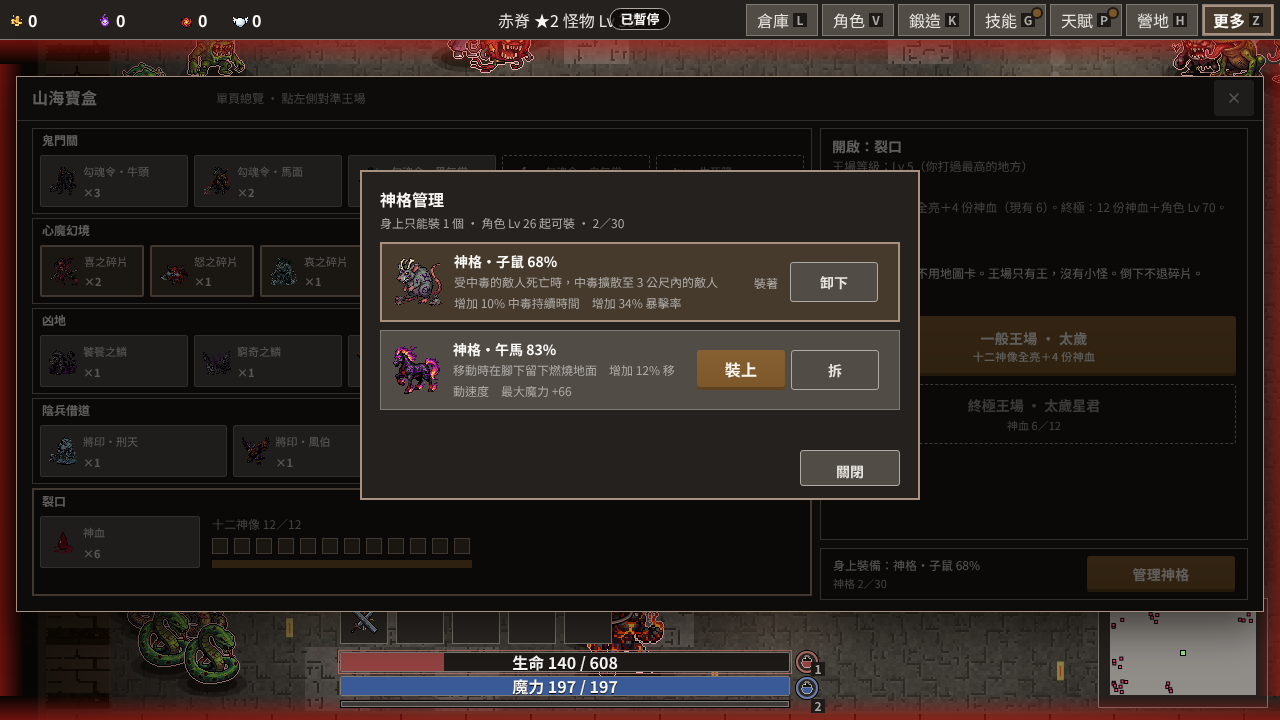 0
0
0
0
赤脊 ★2 怪物 Lv
已暫停
倉庫 L
角色 V
鍛造 K
技能 G
天賦 P
營地 H
更多 Z
山海寶盒
單頁總覽 · 點左側對準王場
×
鬼門關
勾魂令·牛頭
×3
勾魂令·馬面
×2
心魔幻境
喜之碎片
×2
怒之碎片
×1
哀之碎片
×1
凶地
饕餮之鱗
×1
窮奇之鱗
×1
陰兵借道
將印·刑天
×1
將印·風伯
×1
裂口
神血
×6
十二神像 12／12
開啟：裂口
王場等級：Lv 5（你打過最高的地方）
全亮＋4 份神血（現有 6）。終極：12 份神血＋角色 Lv 70。
不用地圖卡。王場只有王，沒有小怪。倒下不退碎片。
一般王場 · 太歲
十二神像全亮＋4 份神血
終極王場 · 太歲星君
神血 6／12
身上裝備：神格·子鼠 68%
神格 2／30
管理神格
神格管理
身上只能裝 1 個 · 角色 Lv 26 起可裝 · 2／30
神格·子鼠 68%
受中毒的敵人死亡時，中毒擴散至 3 公尺內的敵人
增加 10% 中毒持續時間　增加 34% 暴擊率
裝著
卸下
神格·午馬 83%
移動時在腳下留下燃燒地面　增加 12% 移
動速度　最大魔力 +66
裝上
拆
關閉
生命 140 / 608
1
魔力 197 / 197
2